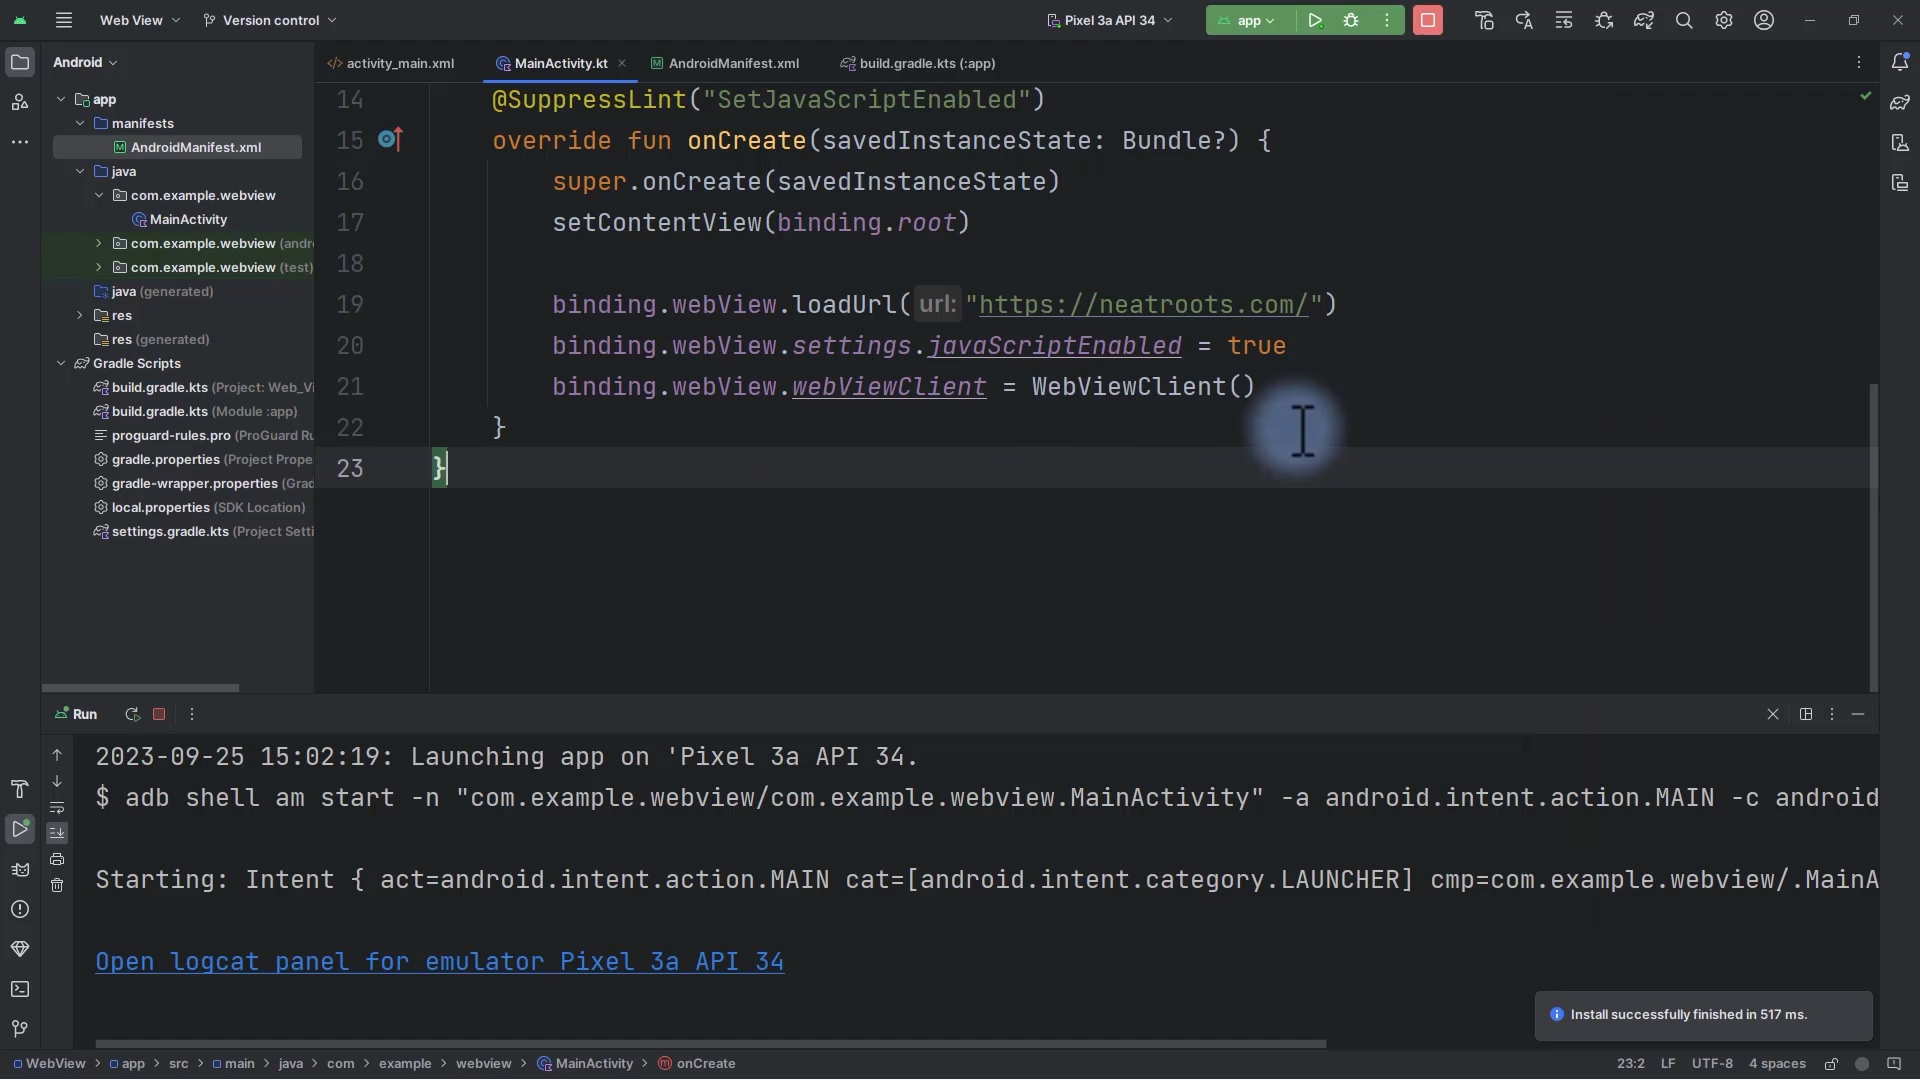 Web View
Version control
Pixel 3a API 34
app
Android
activity_main.xml
MainActivity.kt
AndroidManifest.xml
build.gradle.kts (:app)
app
manifests
AndroidManifest.xml
java
com.example.webview
MainActivity
com.example.webview (andr
com.example.webview (test)
java (generated)
res
res (generated)
Gradle Scripts
build.gradle.kts (Project: Web_Vi
build.gradle.kts (Module :app)
proguard-rules.pro (ProGuard Ru
gradle.properties (Project Prope
gradle-wrapper.properties (Grad
local.properties (SDK Location)
settings.gradle.kts (Project Setti
14 @SuppressLint("SetJavaScriptEnabled")
15 override fun onCreate(savedInstanceState: Bundle?) {
16 super.onCreate(savedInstanceState)
17 setContentView(binding.root)
18
19 binding.webView.loadUrl( url: "https://neatroots.com/")
20 binding.webView.settings.javaScriptEnabled = true
21 binding.webView.webViewClient = WebViewClient()
22 }
23 }
Run
2023-09-25 15:02:19: Launching app on 'Pixel 3a API 34.
$ adb shell am start -n "com.example.webview/com.example.webview.MainActivity" -a android.intent.action.MAIN -c android
Starting: Intent { act=android.intent.action.MAIN cat=[android.intent.category.LAUNCHER] cmp=com.example.webview/.MainA
Open logcat panel for emulator Pixel 3a API 34
Install successfully finished in 517 ms.
WebView > app > src > main > java > com > example > webview > MainActivity > onCreate
23:2 LF UTF-8 4 spaces